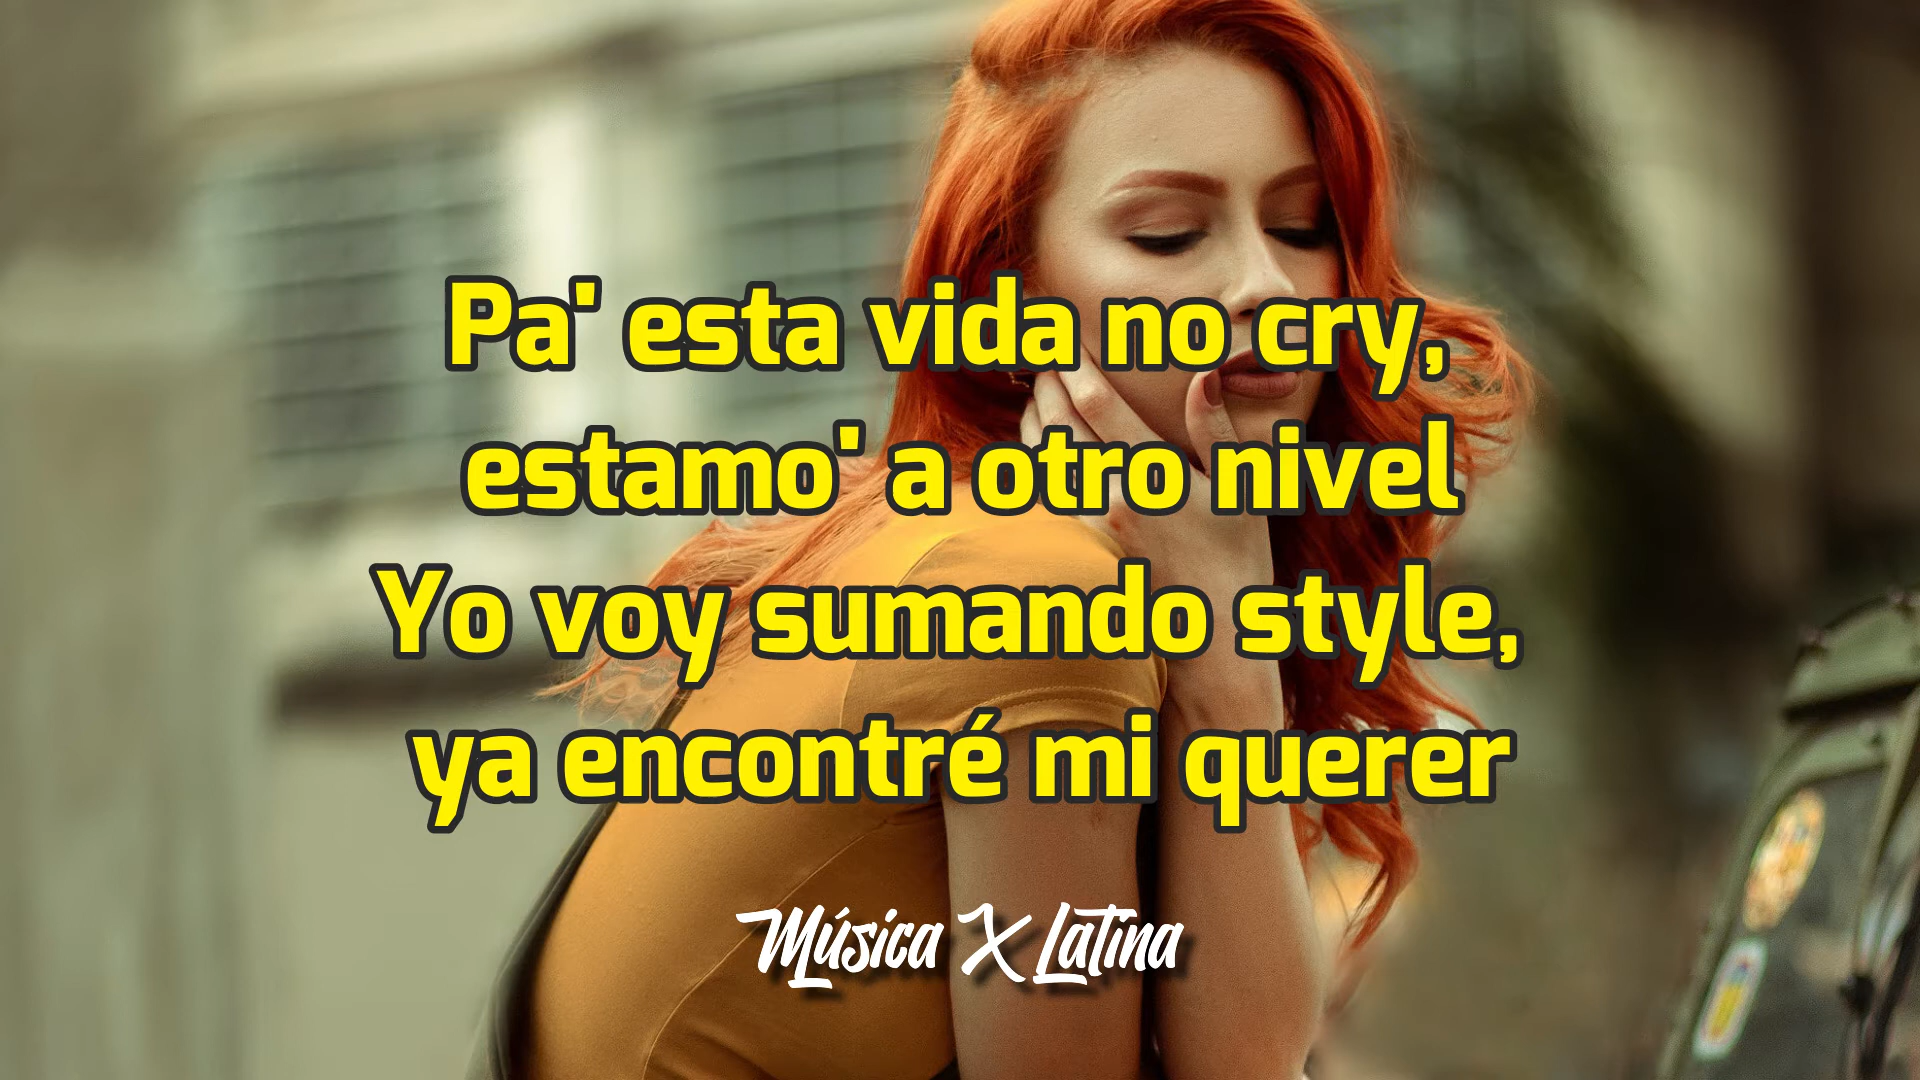 Pa' esta vida no cry,
estamo' a otro nivel
Yo voy sumando style,
ya encontré mi querer
Música X Latina